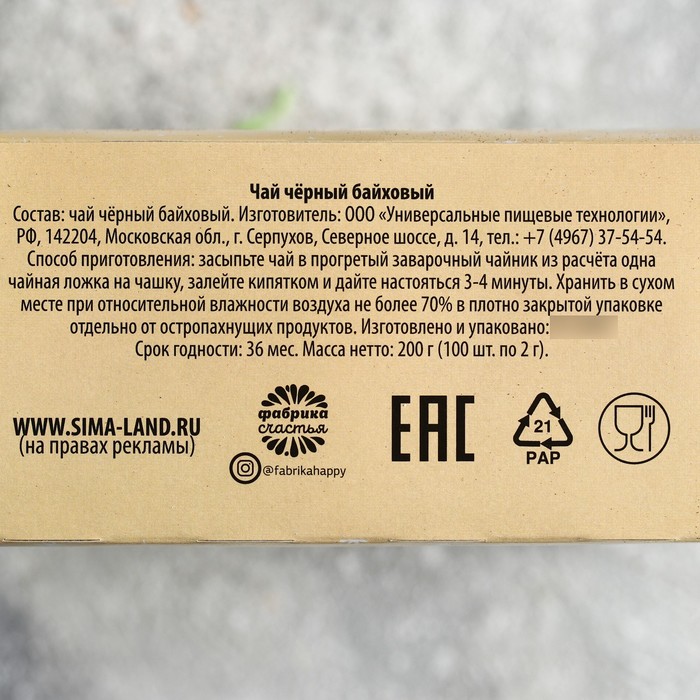 Чай чёрный байховый
Состав: чай чёрный байховый. Изготовитель: ООО «Универсальные пищевые технологии»,
РФ, 142204, Московская обл., г. Серпухов, Северное шоссе, д. 14, тел.: +7 (4967) 37-54-54.
Способ приготовления: засыпьте чай в прогретый заварочный чайник из расчёта одна
чайная ложка на чашку, залейте кипятком и дайте настояться 3-4 минуты. Хранить в сухом
месте при относительной влажности воздуха не более 70% в плотно закрытой упаковке
отдельно от остропахнущих продуктов. Изготовлено и упаковано:
Срок годности: 36 мес. Масса нетто: 200 г (100 шт. по 2 г).
WWW.SIMA-LAND.RU
(на правах рекламы)
фабрика
счастья
@fabrikahappy
EAC
21
PAP